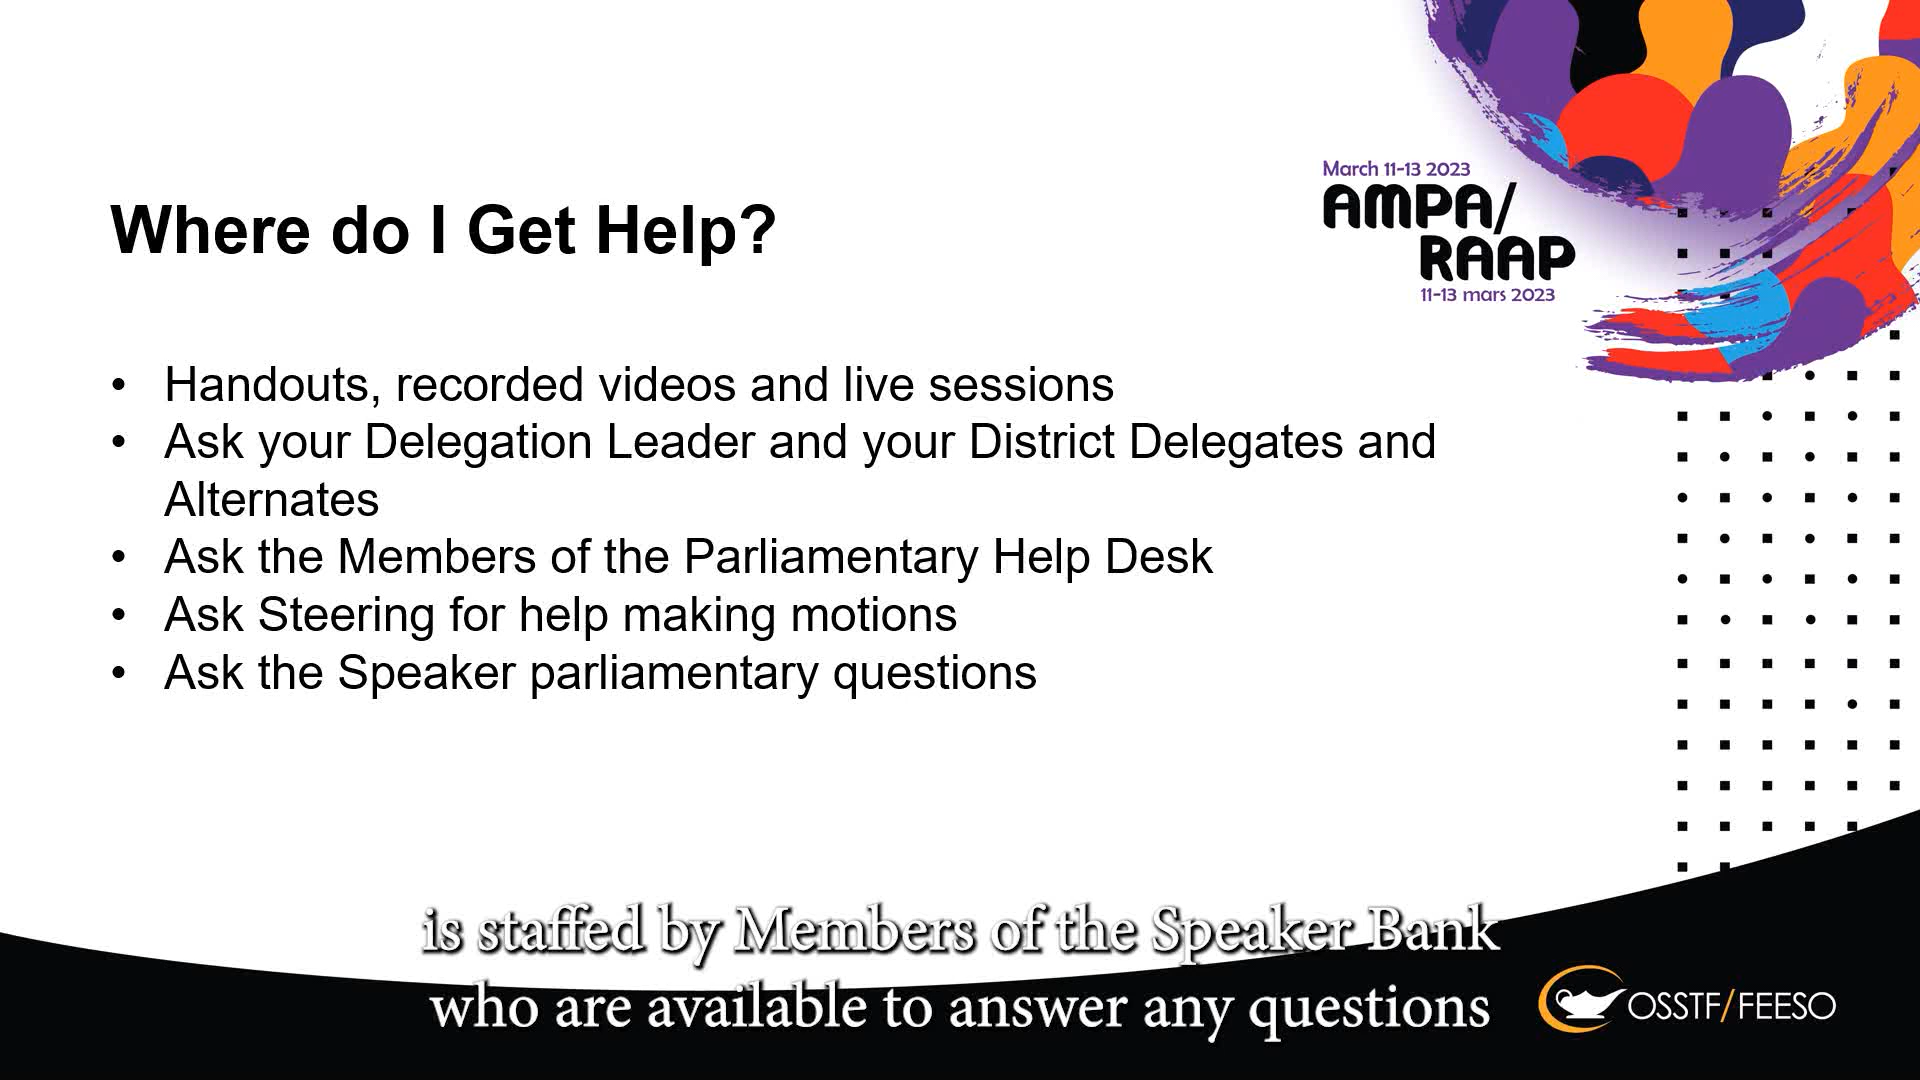 March 11-13 2023
AMPA/
RAAP
11-13 mars 2023
Where do I Get Help?
• Handouts, recorded videos and live sessions
• Ask your Delegation Leader and your District Delegates and
Alternates
• Ask the Members of the Parliamentary Help Desk
• Ask Steering for help making motions
• Ask the Speaker parliamentary questions
is staffed by Members of the Speaker Bank
who are available to answer any questions
OSSTF/FEESO